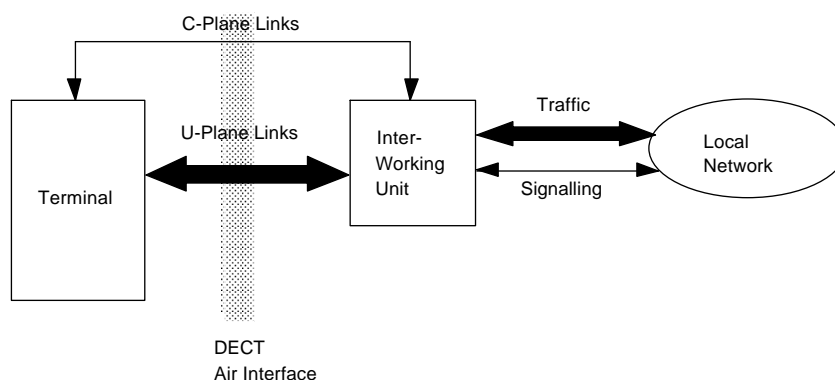 C-Plane Links
U-Plane Links
Terminal
Inter-
Working
Unit
Traffic
Signalling
Local
Network
DECT
Air Interface